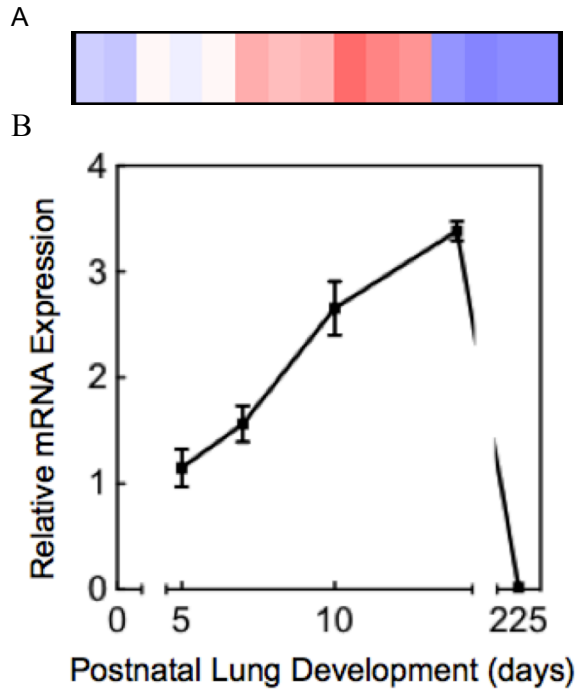 A
B
4
3
2
1
0
Relative mRNA Expression
0 5 10 225
Postnatal Lung Development (days)